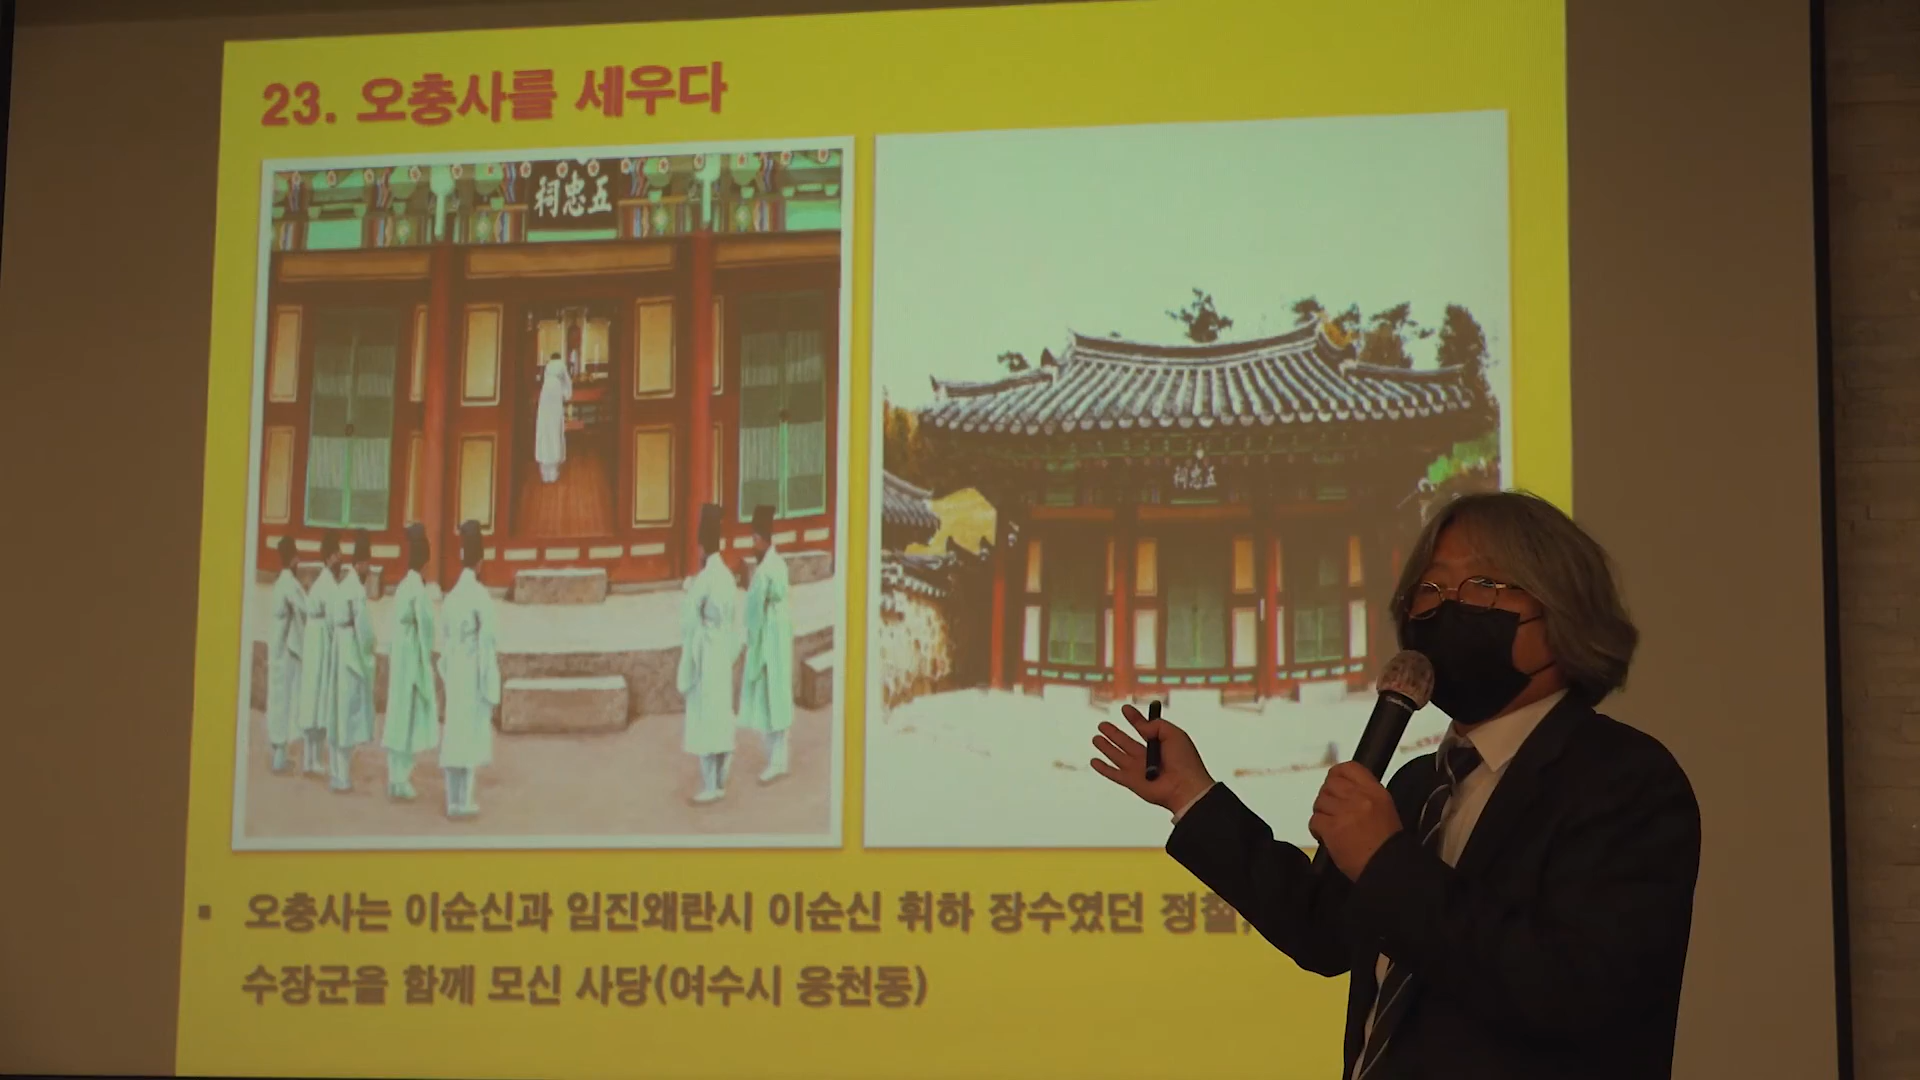 23. 오충사를 세우다
祠忠五
祠忠五
오충사는 이순신과 임진왜란시 이순신 휘하 장수였던 정철,
수장군을 함께 모신 사당(여수시 웅천동)